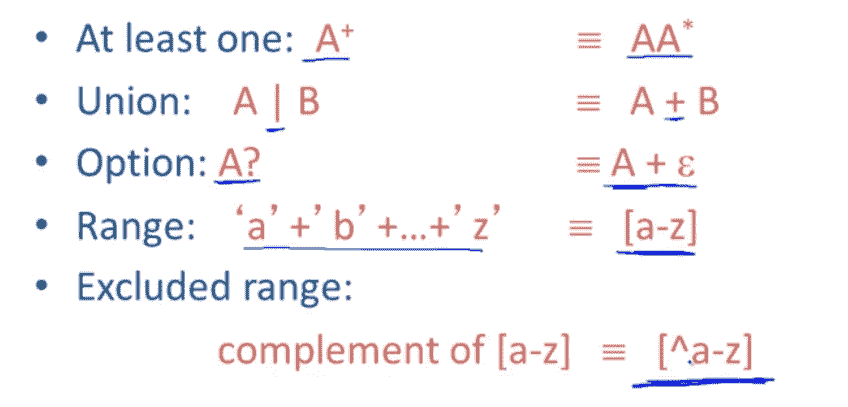 • At least one: A⁺ ≡ AA*
• Union: A | B ≡ A + B
• Option: A? ≡ A + ε
• Range: ‘a’ +’ b’ +...+’ z’ ≡ [a-z]
• Excluded range:
complement of [a-z] ≡ [^a-z]